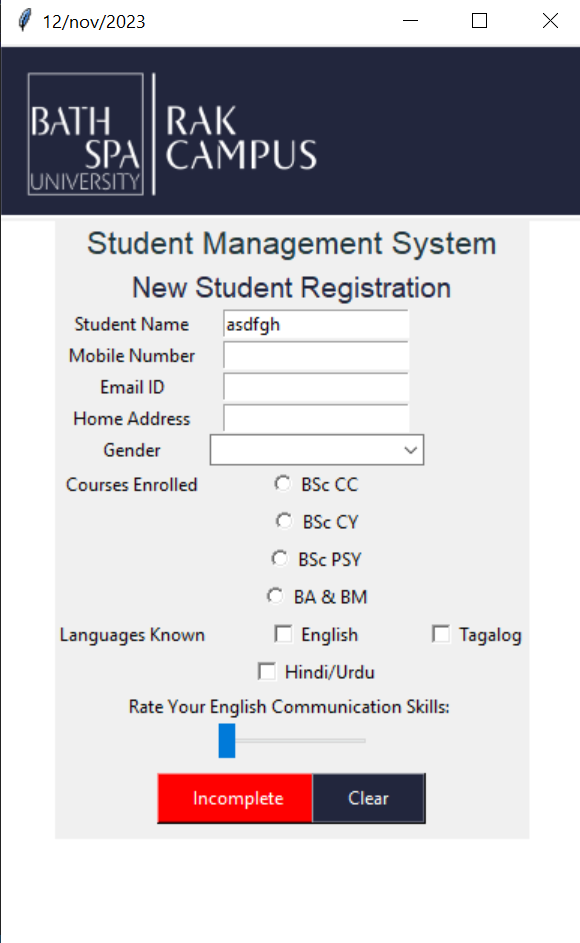 12/nov/2023
BATH
SPA
UNIVERSITY
RAK
CAMPUS
Student Management System
New Student Registration
Student Name asdfgh
Mobile Number
Email ID
Home Address
Gender
Courses Enrolled BSc CC
BSc CY
BSc PSY
BA & BM
Languages Known English Tagalog
Hindi/Urdu
Rate Your English Communication Skills:
Incomplete Clear